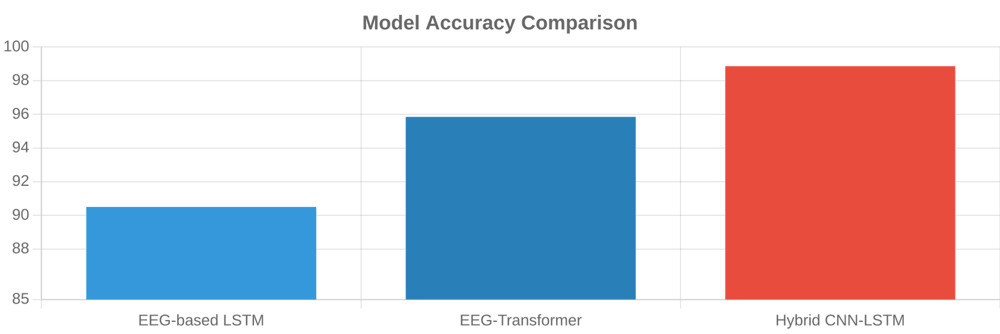 Model Accuracy Comparison
100
98
96
94
92
90
88
85
EEG-based LSTM
EEG-Transformer
Hybrid CNN-LSTM